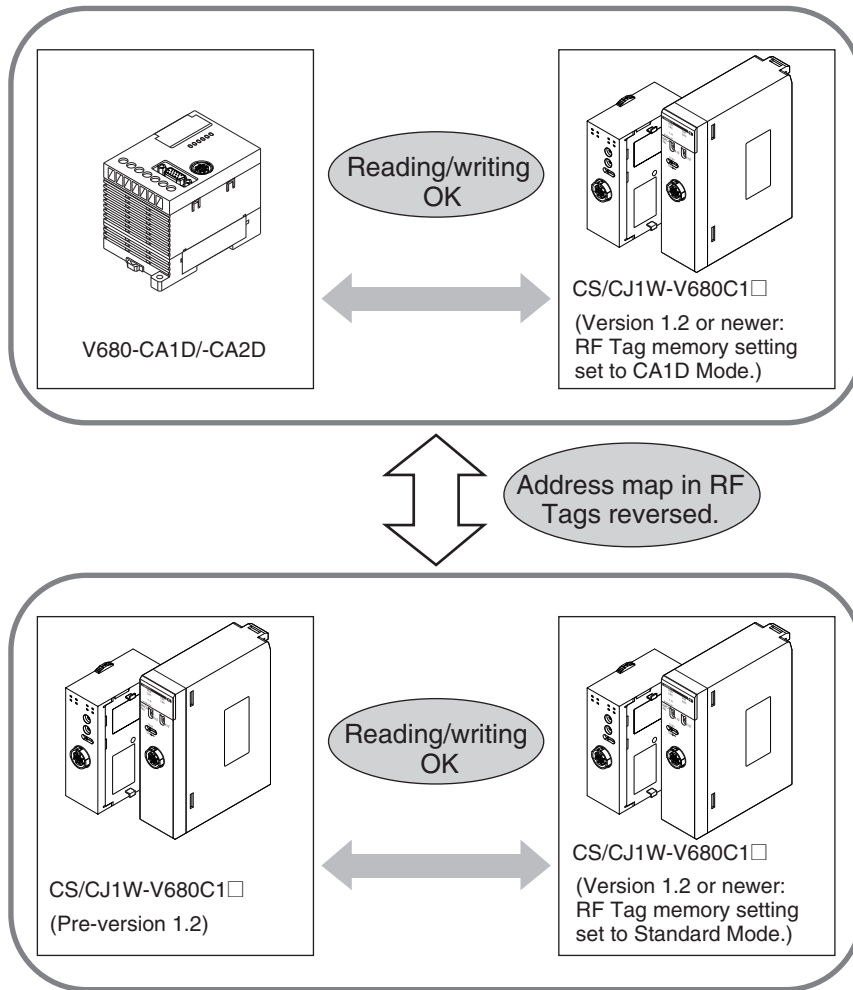 Reading/writing
OK
V680-CA1D/-CA2D
CS/CJ1W-V680C1□
(Version 1.2 or newer:
RF Tag memory setting
set to CA1D Mode.)
Address map in RF
Tags reversed.
Reading/writing
OK
CS/CJ1W-V680C1□
(Pre-version 1.2)
CS/CJ1W-V680C1□
(Version 1.2 or newer:
RF Tag memory setting
set to Standard Mode.)